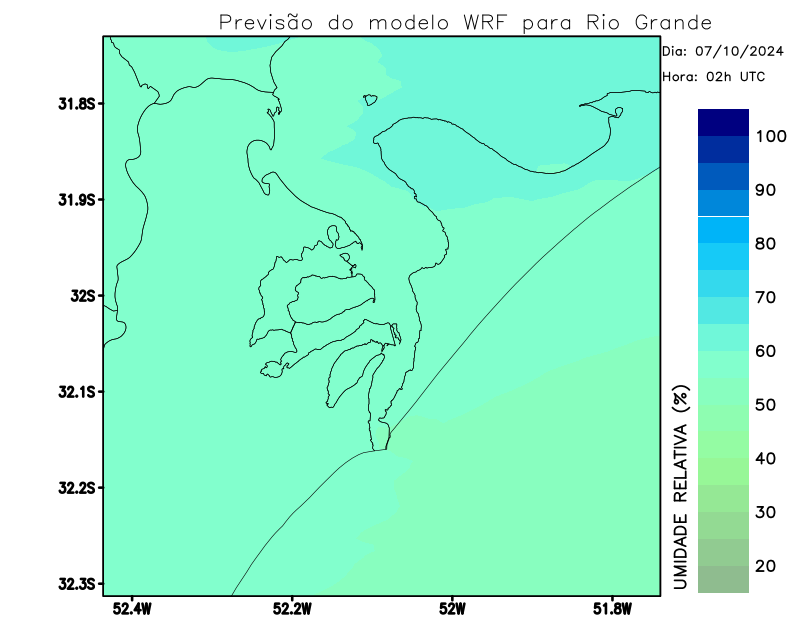 Previsão do modelo WRF para Rio Grande
Dia: 07/10/2024
Hora: 02h UTC
31.8S
31.9S
32S
32.1S
32.2S
32.3S
52.4W
52.2W
52W
51.8W
100
90
80
70
60
50
40
30
20
UMIDADE RELATIVA (%)